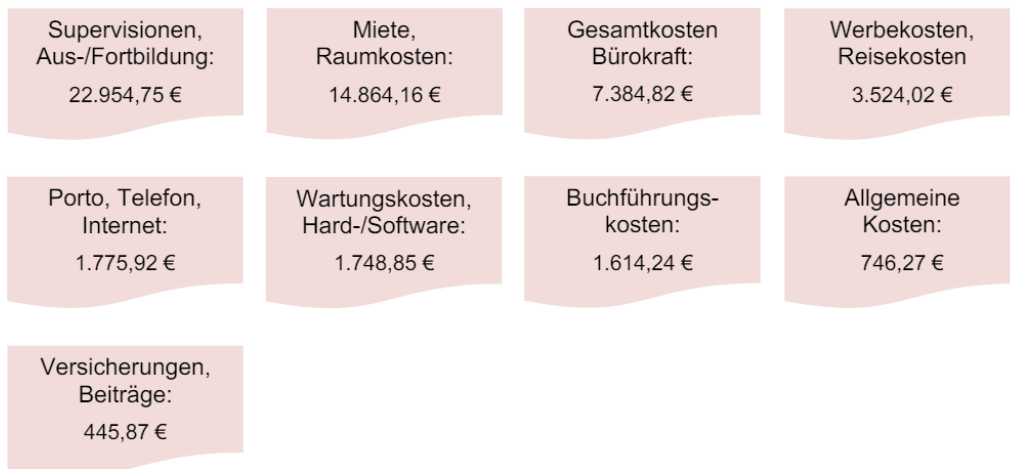 Supervisionen,
Aus-/Fortbildung:
22.954,75 €
Miete,
Raumkosten:
14.864,16 €
Gesamtkosten
Bürokraft:
7.384,82 €
Werbekosten,
Reisekosten
3.524,02 €
Porto, Telefon,
Internet:
1.775,92 €
Wartungskosten,
Hard-/Software:
1.748,85 €
Buchführungs-
kosten:
1.614,24 €
Allgemeine
Kosten:
746,27 €
Versicherungen,
Beiträge:
445,87 €